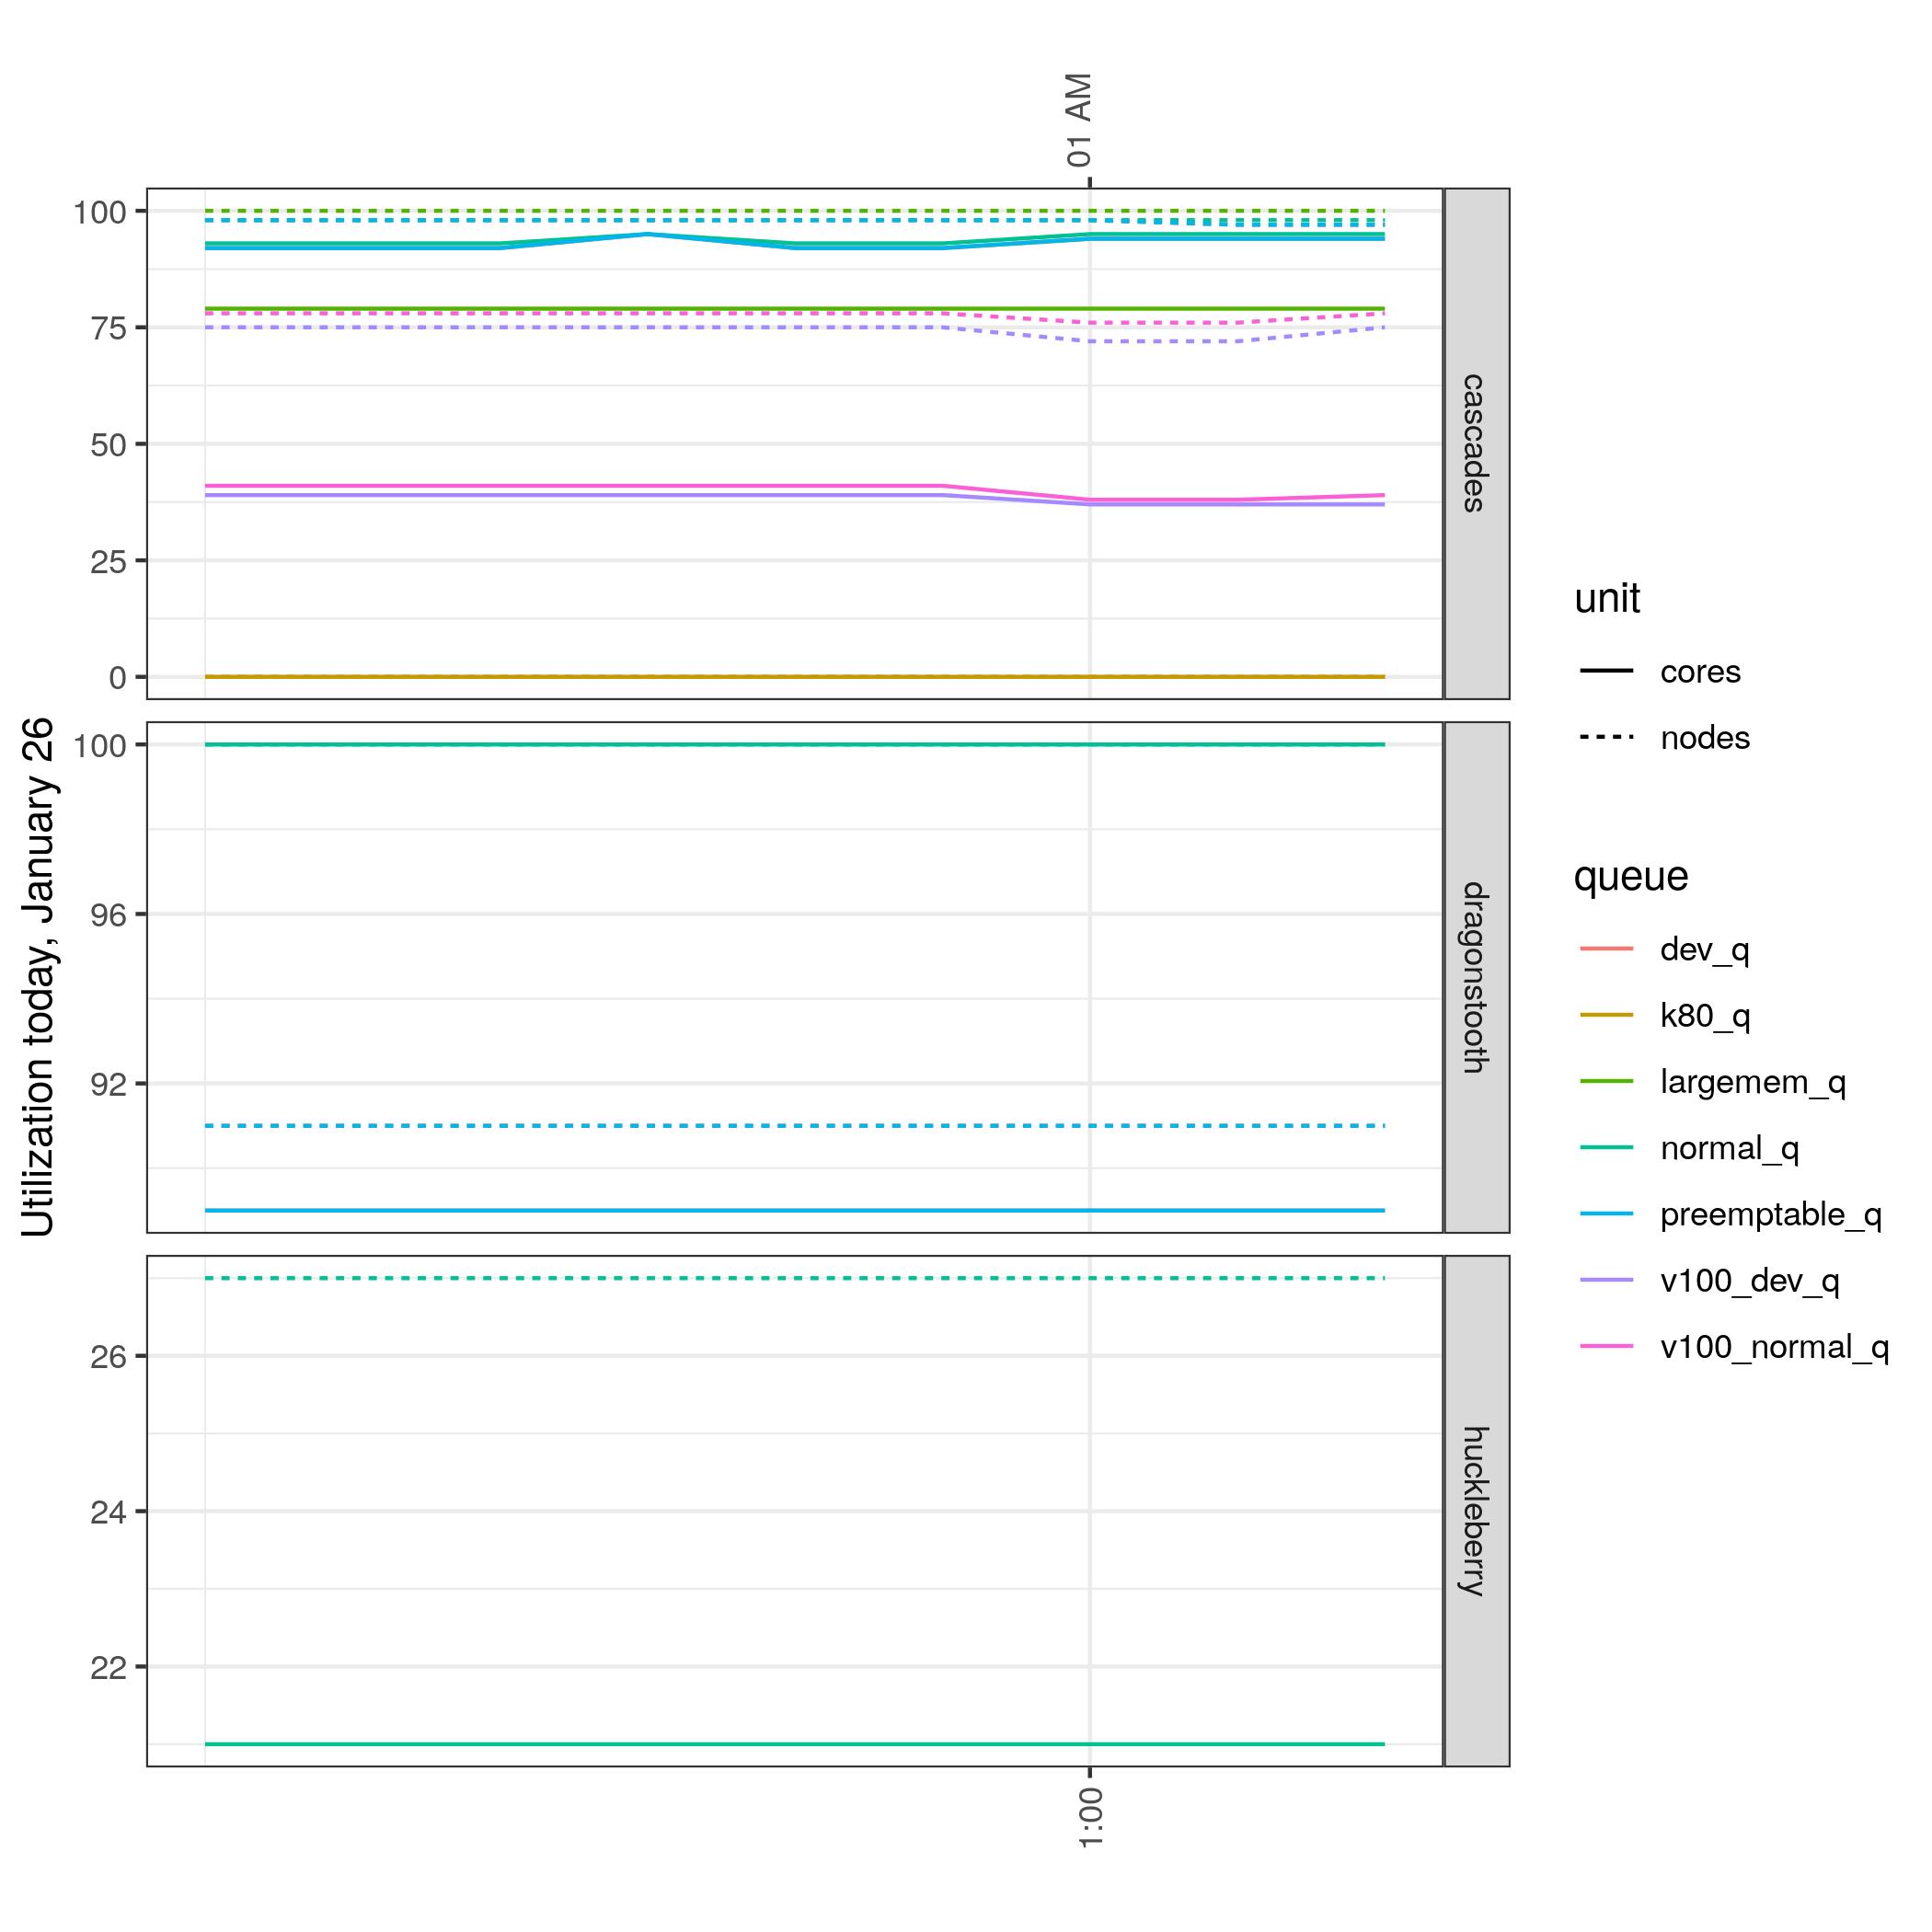 01 AM
Utilization today, January 26
100
75
50
25
0
cascades
100
96
92
dragonstooth
26
24
22
huckleberry
1:00
unit
cores
nodes
queue
dev_q
k80_q
largemem_q
normal_q
preemptable_q
v100_dev_q
v100_normal_q